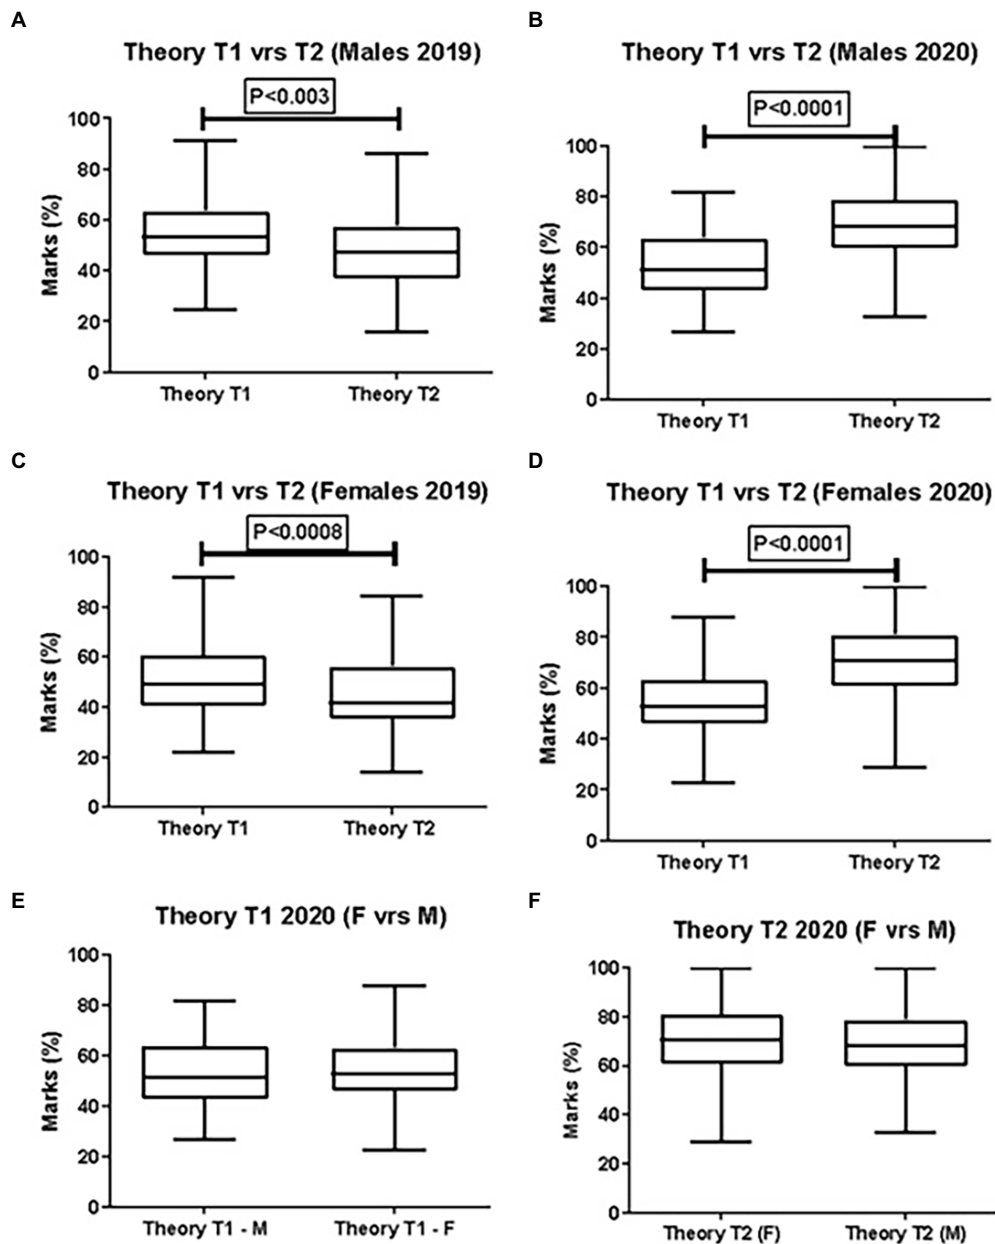 A
Theory T1 vrs T2 (Males 2019)
P<0.003
100
80
60
40
20
0
Marks (%)
Theory T1 Theory T2
B
Theory T1 vrs T2 (Males 2020)
P<0.0001
100
80
60
40
20
0
Marks (%)
Theory T1 Theory T2
C
Theory T1 vrs T2 (Females 2019)
P<0.0008
100
80
60
40
20
0
Marks (%)
Theory T1 Theory T2
D
Theory T1 vrs T2 (Females 2020)
P<0.0001
100
80
60
40
20
0
Marks (%)
Theory T1 Theory T2
E
Theory T1 2020 (F vrs M)
100
80
60
40
20
0
Marks (%)
Theory T1 - M Theory T1 - F
F
Theory T2 2020 (F vrs M)
100
80
60
40
20
0
Marks (%)
Theory T2 (F) Theory T2 (M)